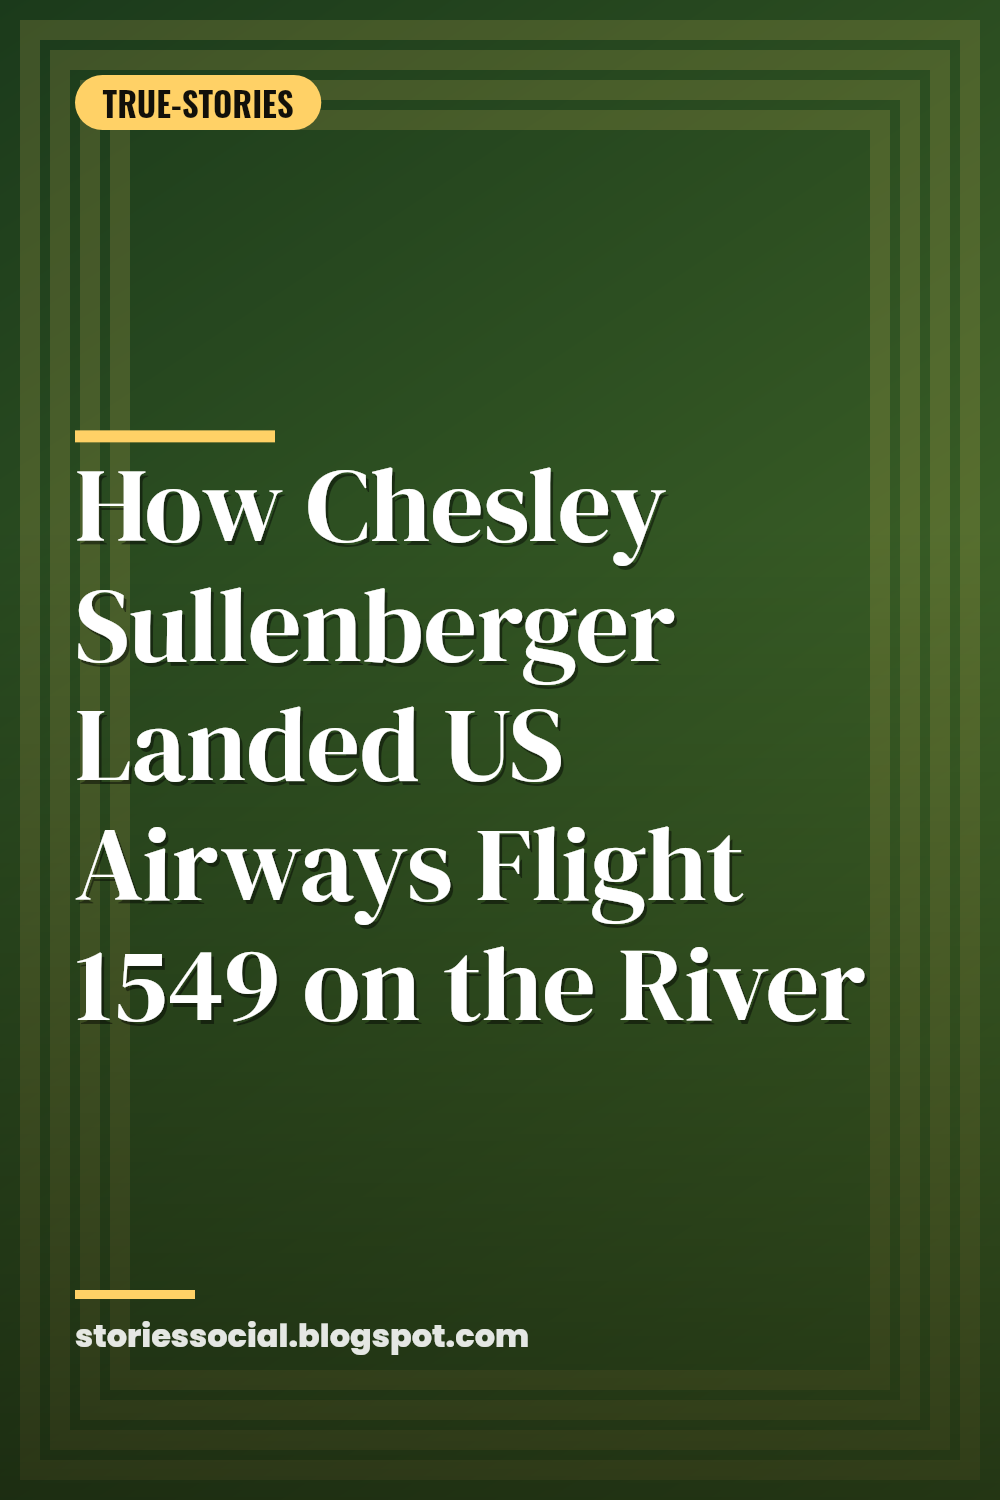 TRUE-STORIES
How Chesley
Sullenberger
Landed US
Airways Flight
1549 on the River
storiessocial.blogspot.com